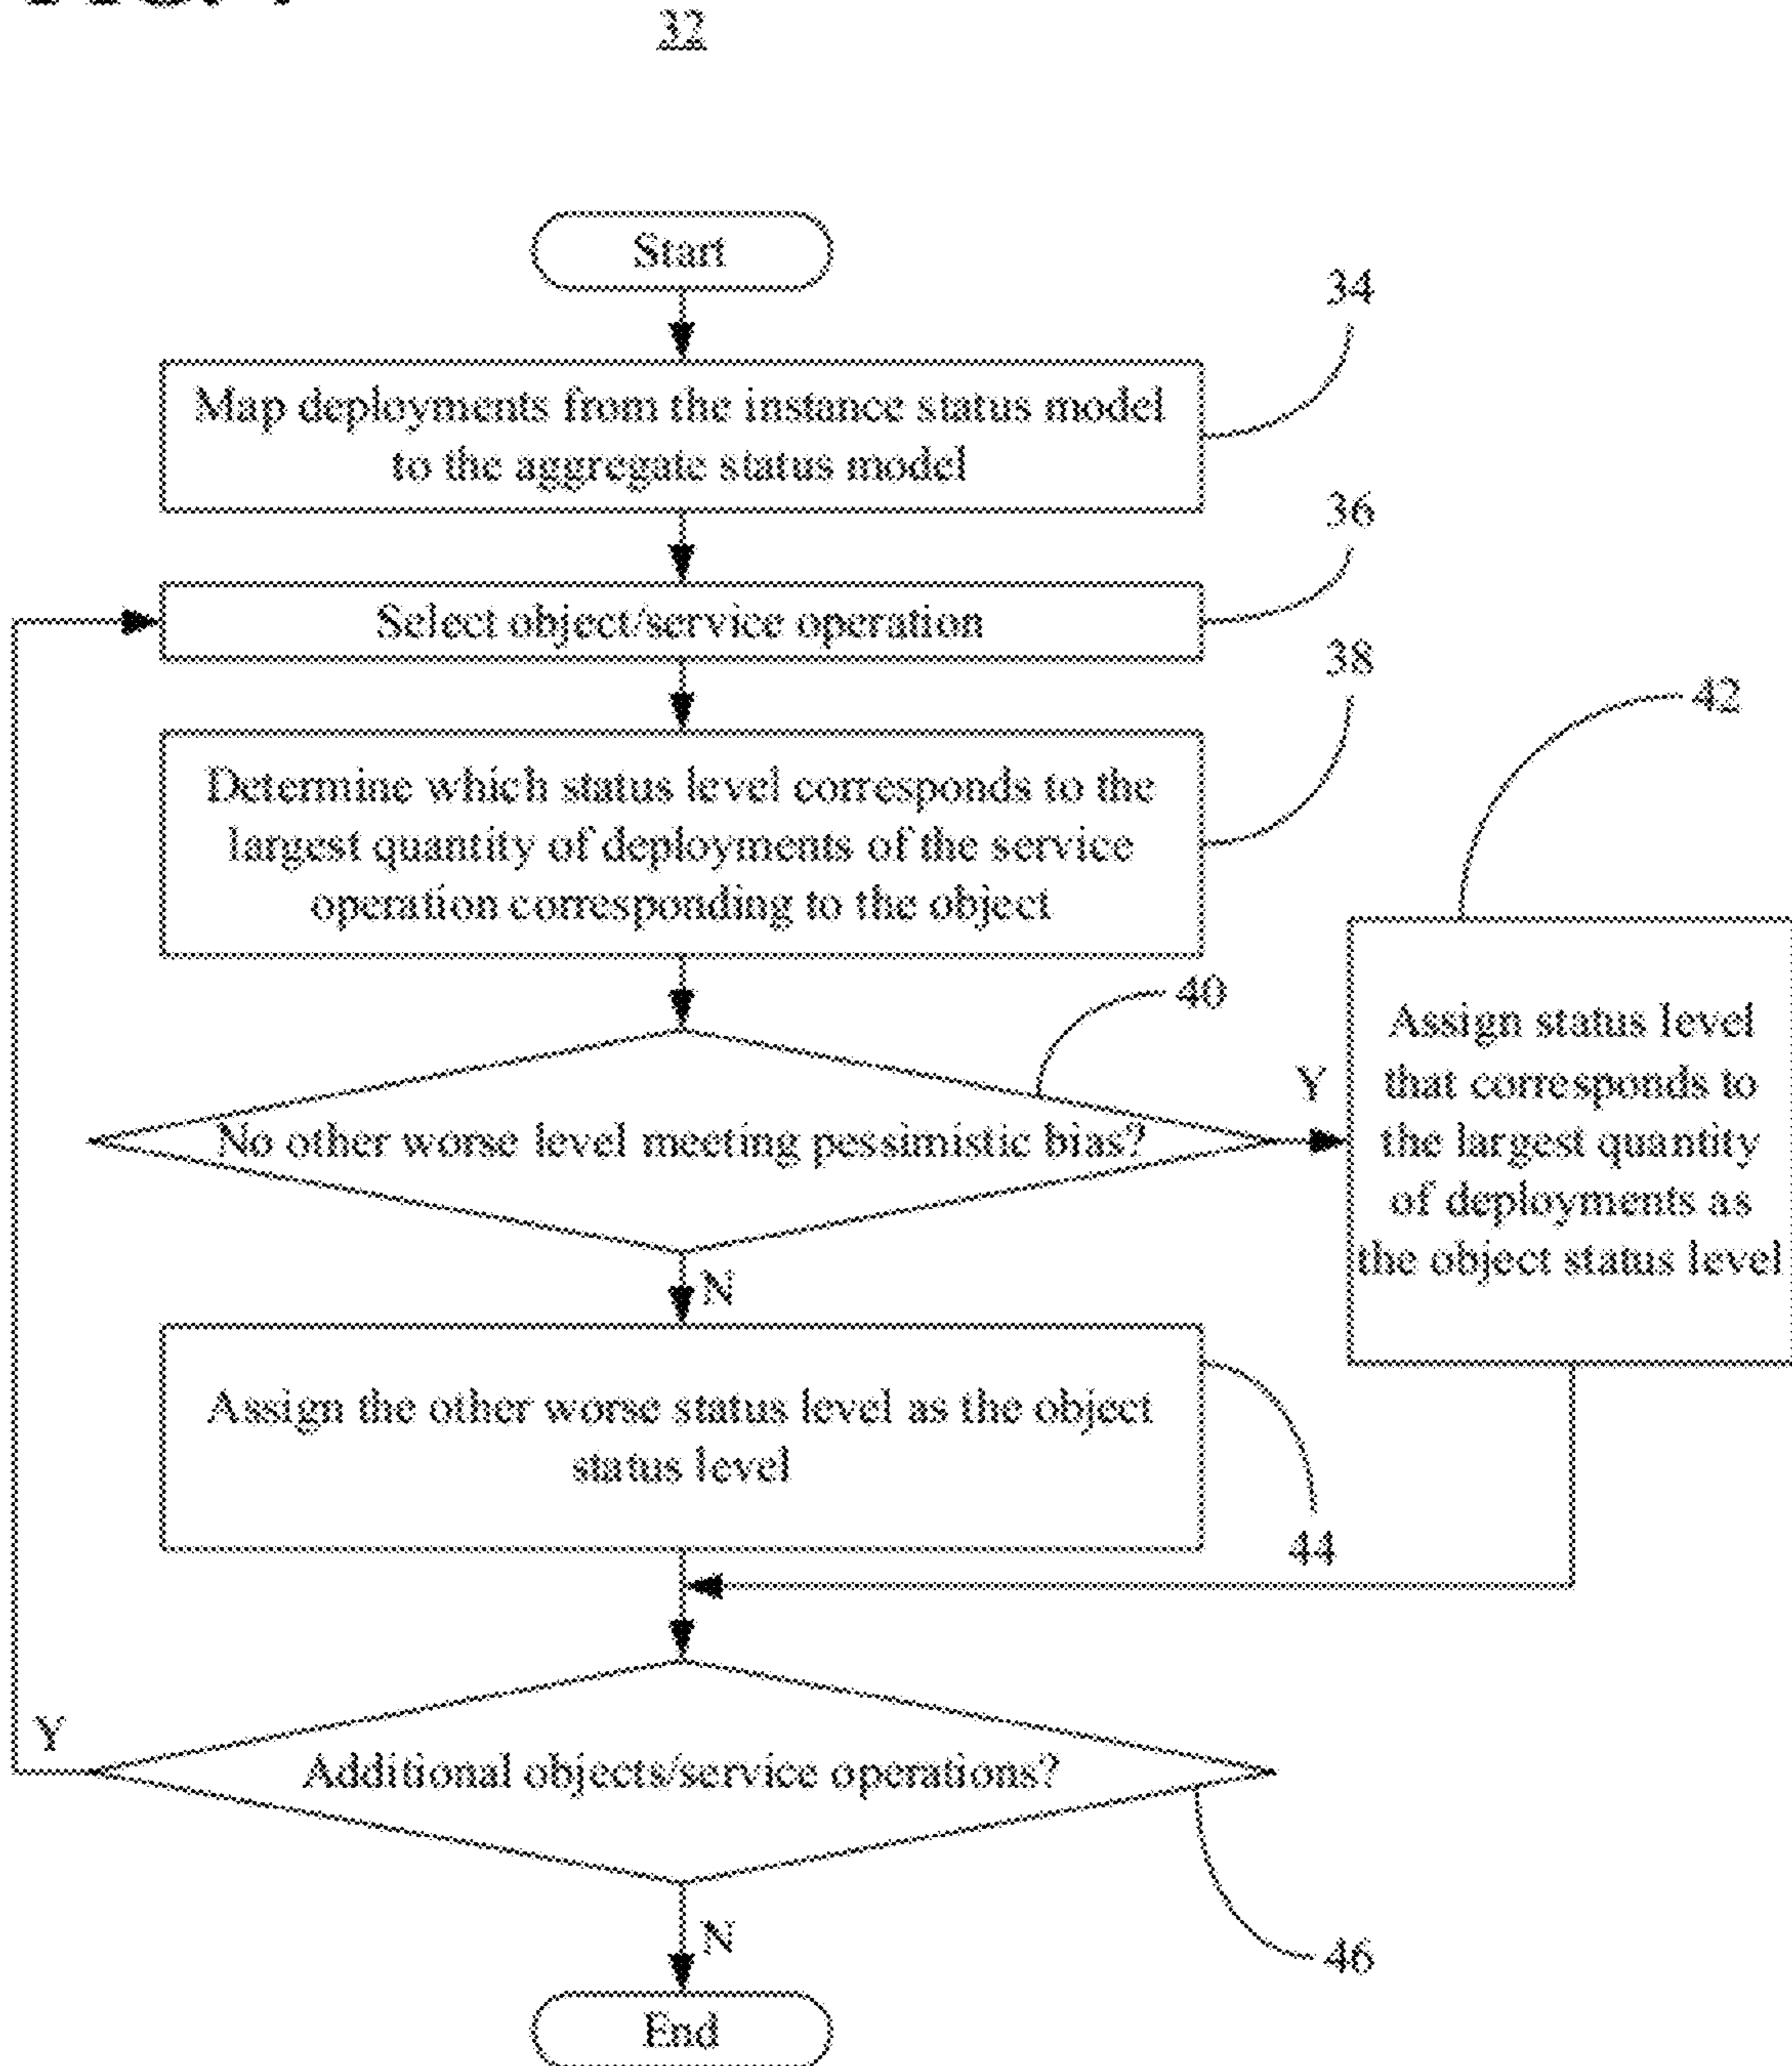 32
Start
34
Map deployments from the instance status model
to the aggregate status model
36
Select object/service operation
38
Determine which status level corresponds to the
largest quantity of deployments of the service
operation corresponding to the object
42
40
No other worse level meeting pessimistic bias?
Y
Assign status level
that corresponds to
the largest quantity
of deployments as
the object status level
N
Assign the other worse status level as the object
status level
44
Y
Additional objects/service operations?
N
46
End